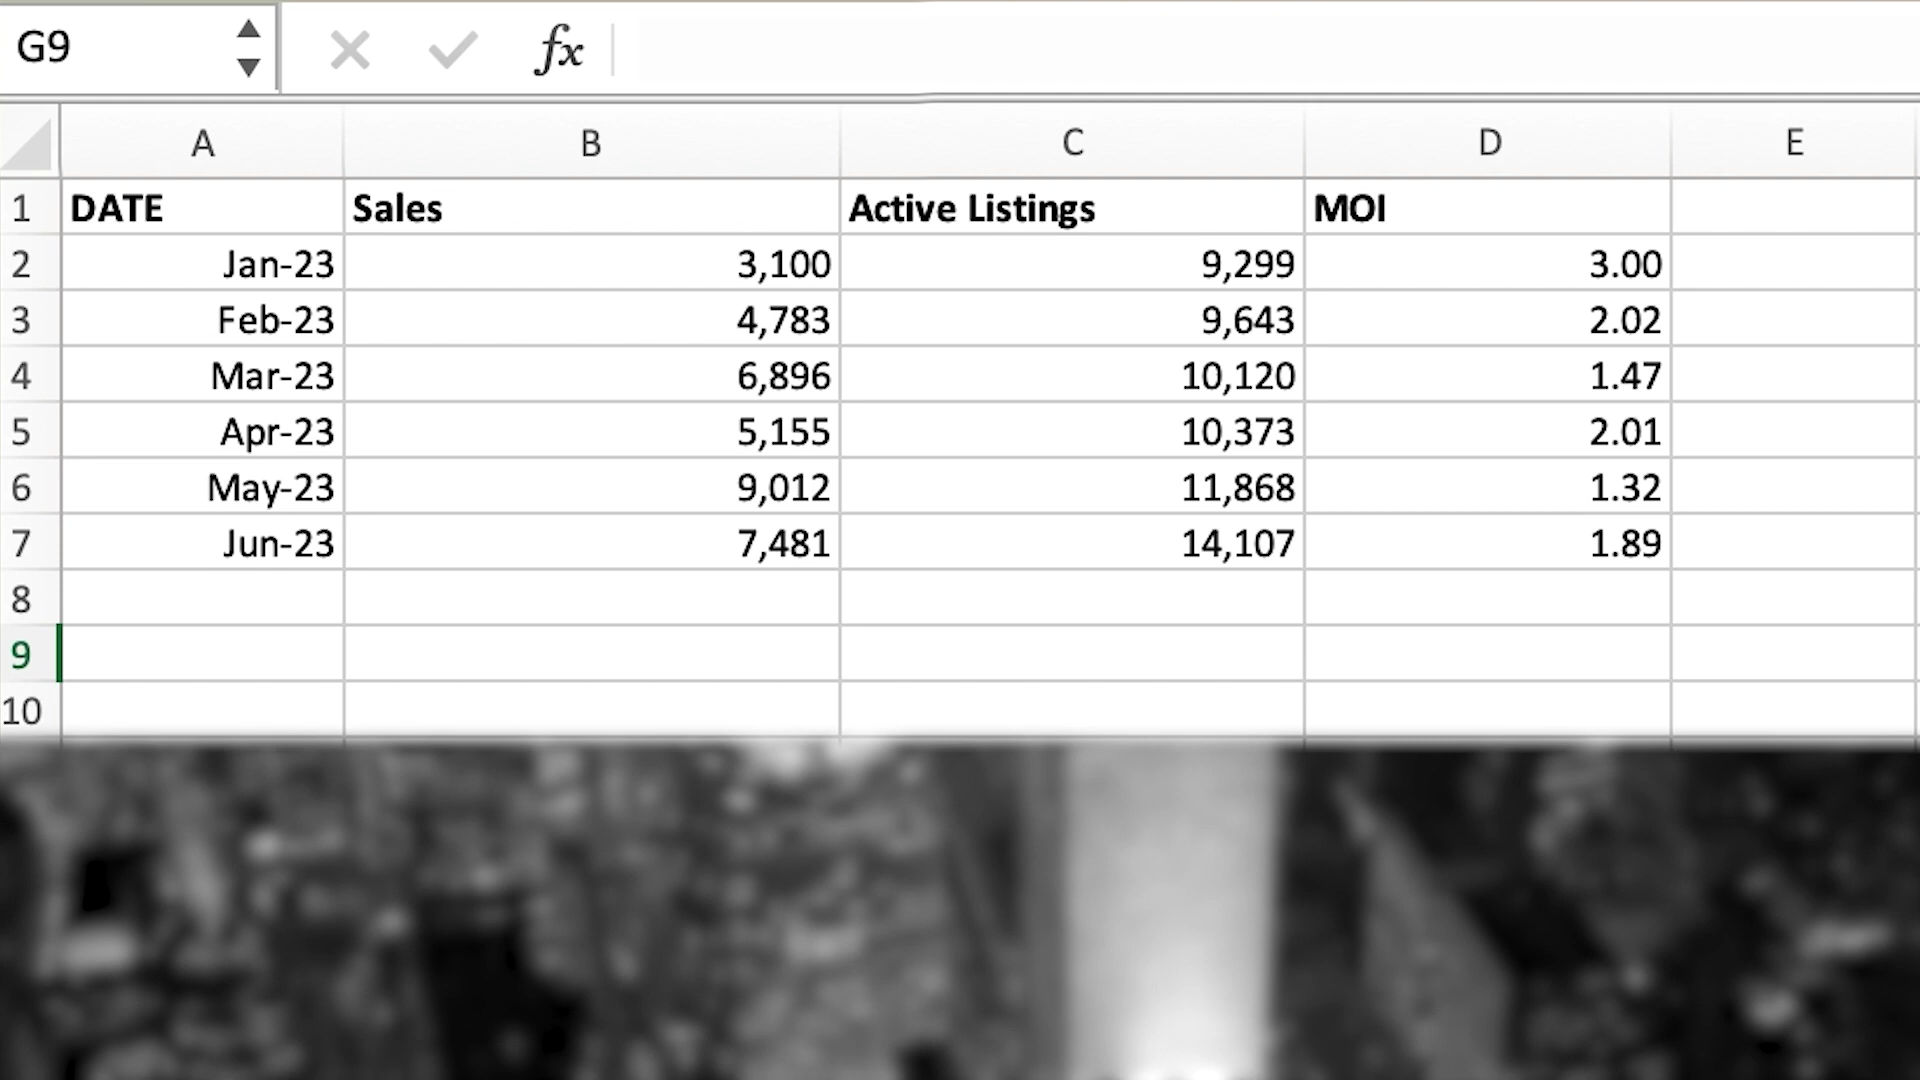 G9 fx
A B C D E
1 DATE Sales Active Listings MOI
2 Jan-23 3,100 9,299 3.00
3 Feb-23 4,783 9,643 2.02
4 Mar-23 6,896 10,120 1.47
5 Apr-23 5,155 10,373 2.01
6 May-23 9,012 11,868 1.32
7 Jun-23 7,481 14,107 1.89
8
9
10